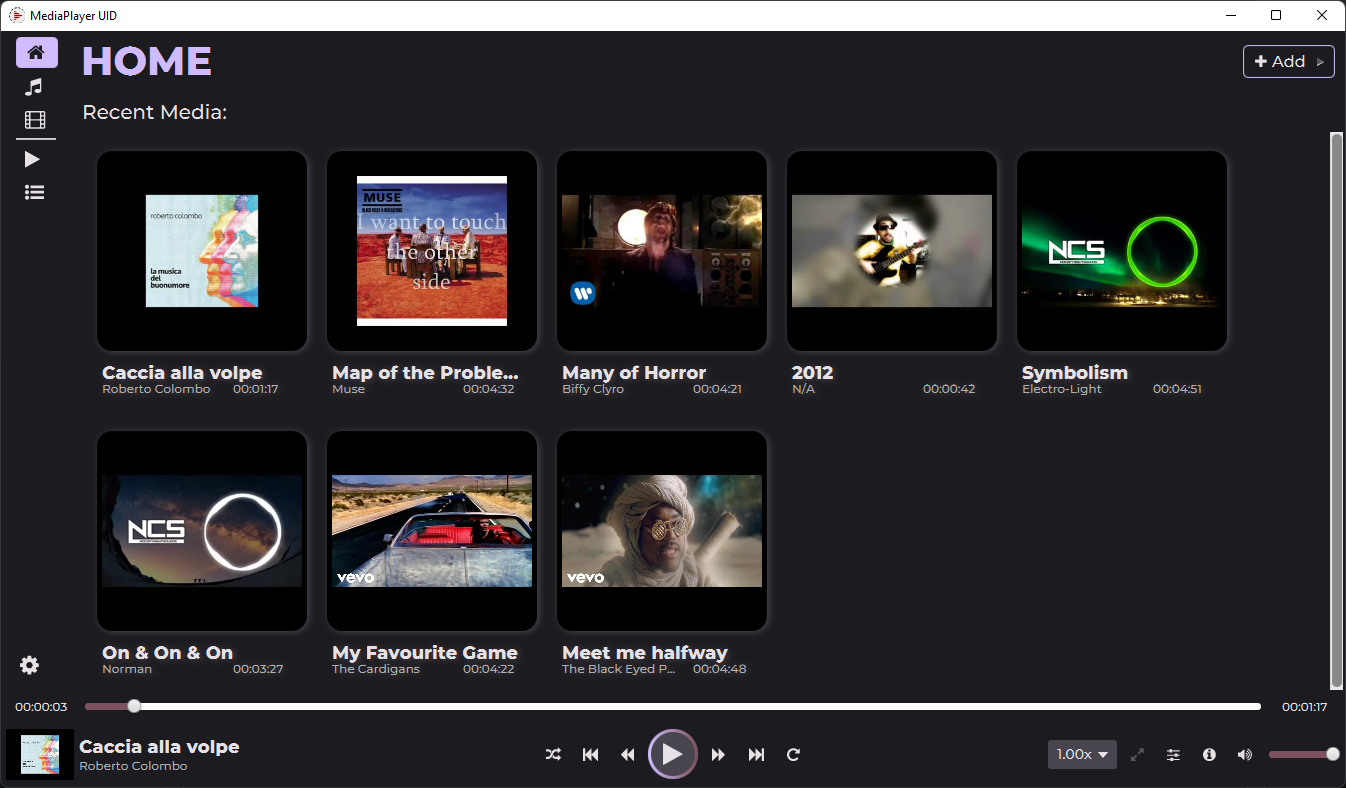 MediaPlayer UID
HOME
+ Add
Recent Media:
roberto colombo
la musica
del
buonumore
MUSE
BLACK HOLES & REVELATIONS
I want to touch
the other
side
NCS
Caccia alla volpe
Roberto Colombo 00:01:17
Map of the Proble...
Muse 00:04:32
Many of Horror
Biffy Clyro 00:04:21
2012
N/A 00:00:42
Symbolism
Electro-Light 00:04:51
NCS
vevo
vevo
On & On & On
Norman 00:03:27
My Favourite Game
The Cardigans 00:04:22
Meet me halfway
The Black Eyed P... 00:04:48
00:00:03
00:01:17
Caccia alla volpe
Roberto Colombo
1.00x